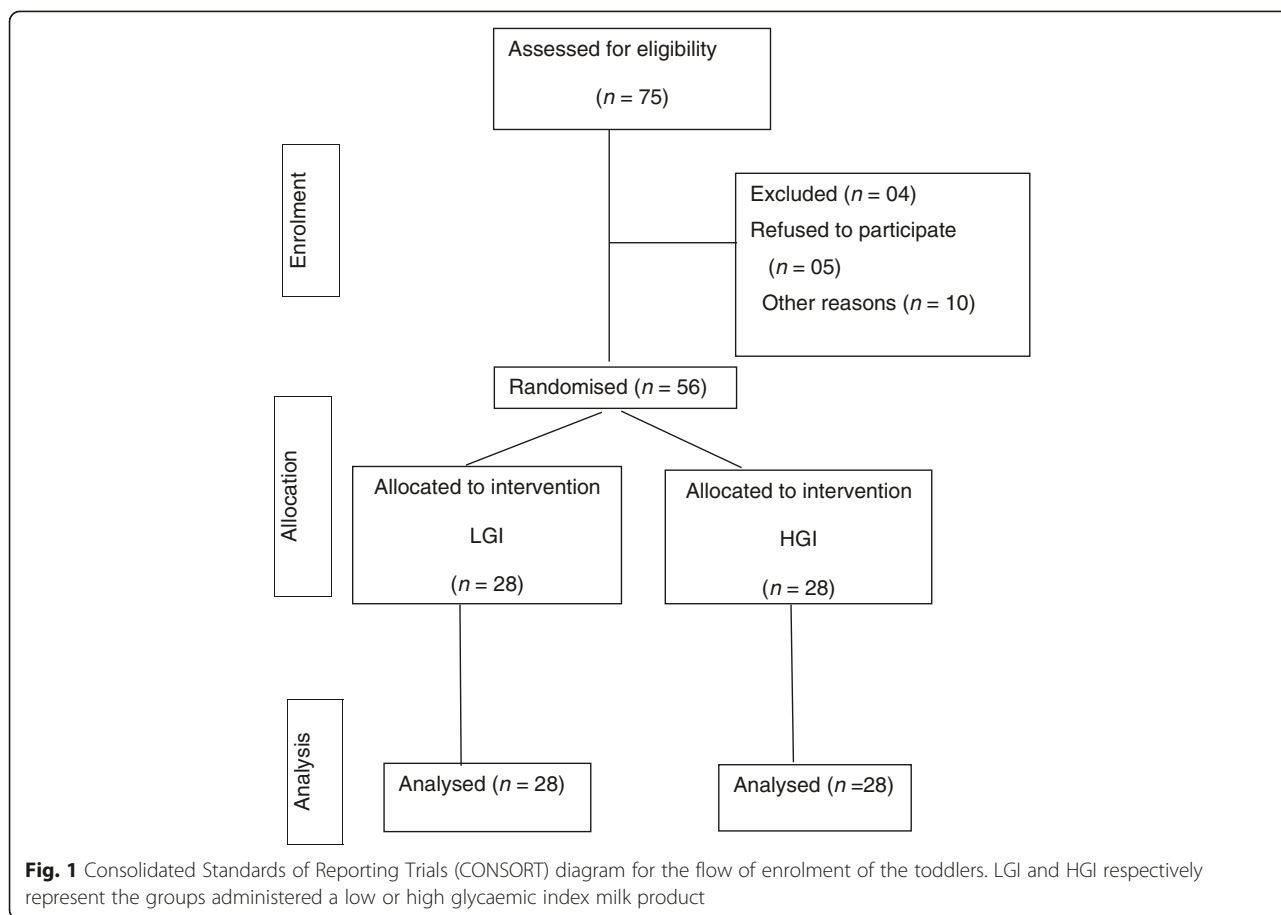 Assessed for eligibility
(n = 75)
Enrolment
Excluded (n = 04)
Refused to participate
(n = 05)
Other reasons (n = 10)
Randomised (n = 56)
Allocation
Allocated to intervention
LGI
(n = 28)
Allocated to intervention
HGI
(n = 28)
Analysis
Analysed (n = 28)
Analysed (n =28)
Fig. 1 Consolidated Standards of Reporting Trials (CONSORT) diagram for the flow of enrolment of the toddlers. LGI and HGI respectively
represent the groups administered a low or high glycaemic index milk product